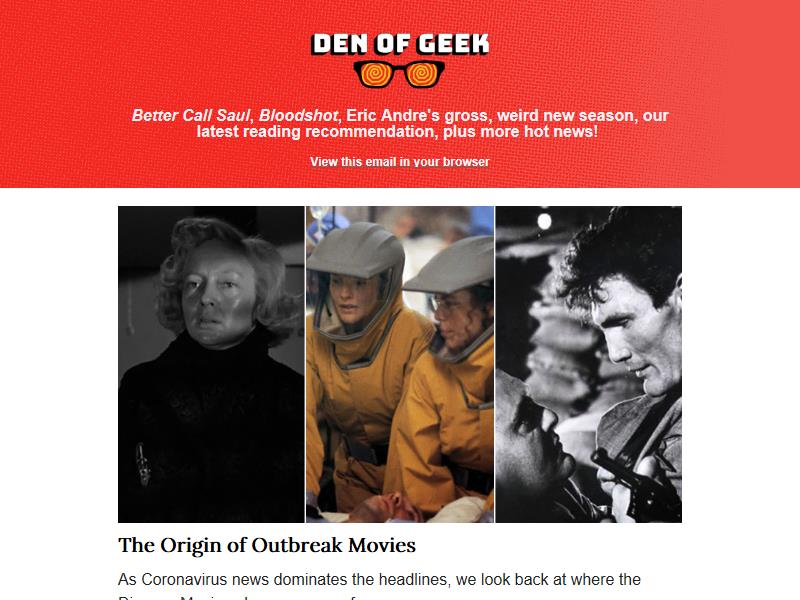 DEN OF GEEK
Better Call Saul, Bloodshot, Eric Andre's gross, weird new season, our
latest reading recommendation, plus more hot news!
View this email in your browser
The Origin of Outbreak Movies
As Coronavirus news dominates the headlines, we look back at where the